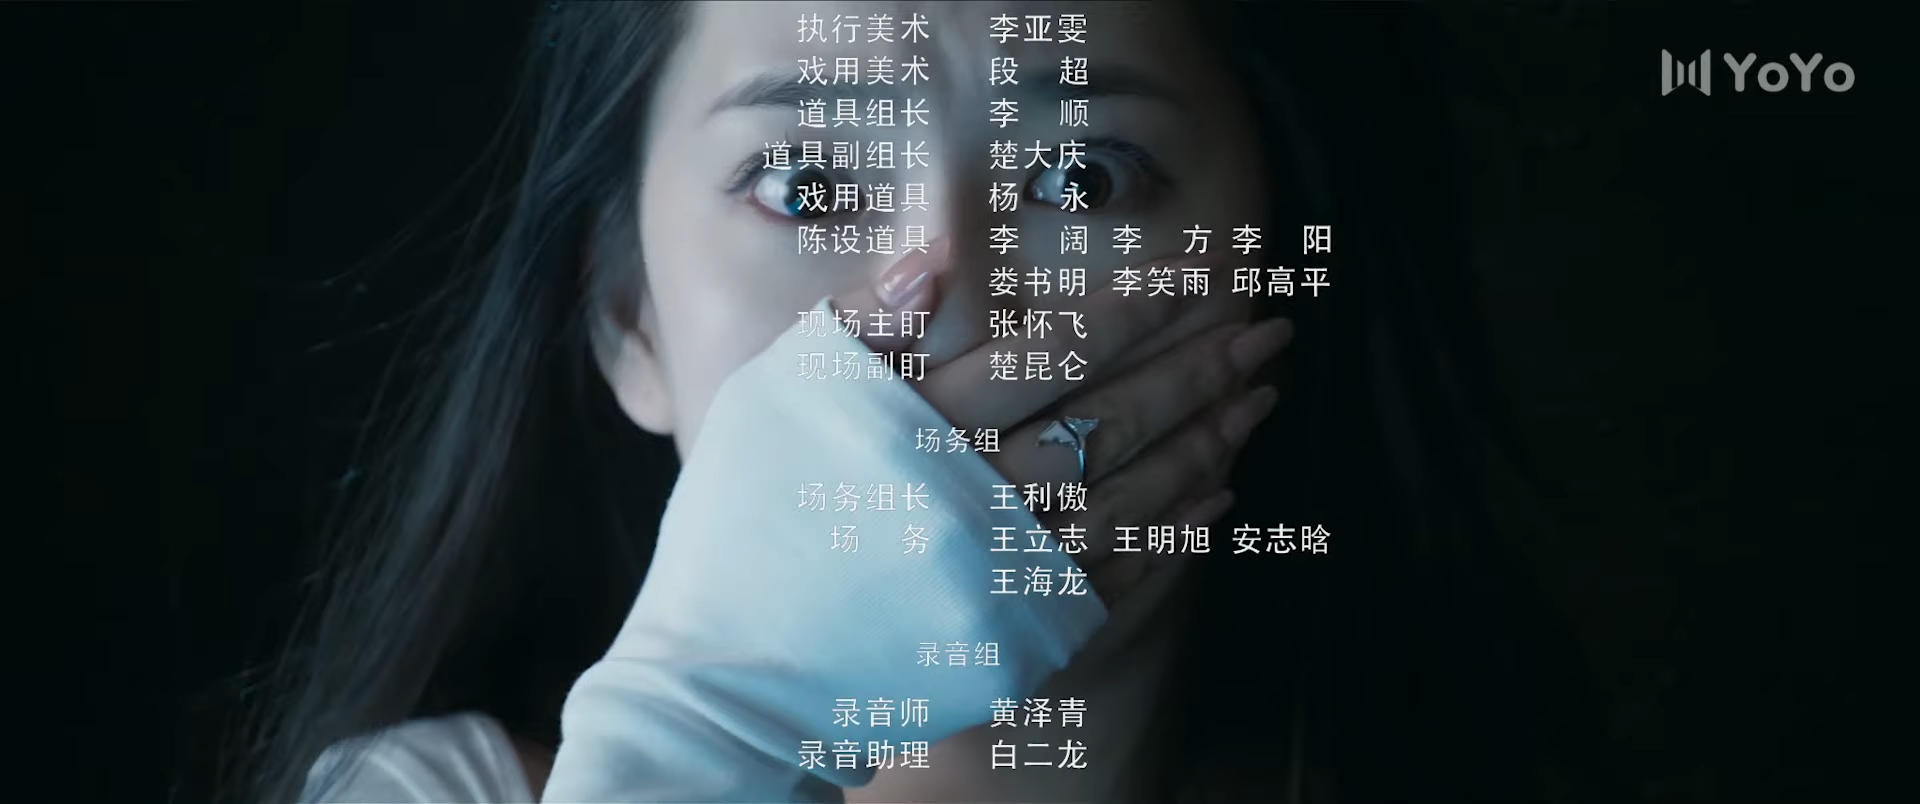 执行美术 李亚雯
YoYo
戏用美术 段 超
道具组长 李 顺
道具副组长 楚大庆
戏用道具 杨 永
陈设道具 李 阔 李 方 李 阳
娄书明 李笑雨 邱高平
现场主盯 张怀飞
现场副盯 楚昆仑
场务组
场务组长 王利傲
场 务 王立志 王明旭 安志晗
王海龙
录音组
录音师 黄泽青
录音助理 白二龙